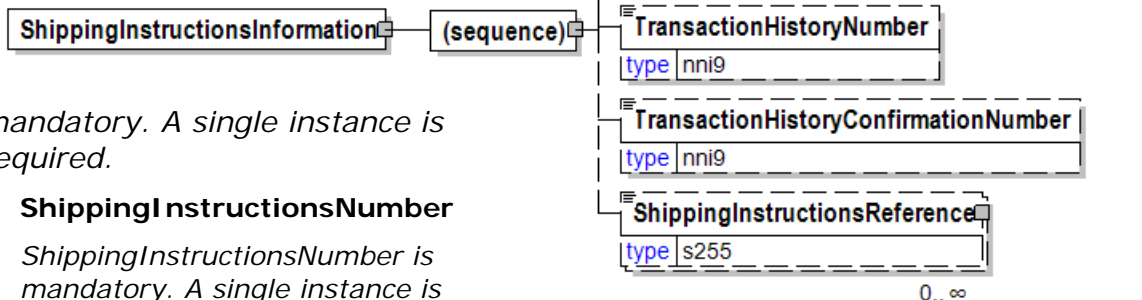 ShippingInstructionsInformation
(sequence)
TransactionHistoryNumber
type nni9
mandatory. A single instance is
required.
TransactionHistoryConfirmationNumber
type nni9
ShippingInstructionsNumber
ShippingInstructionsNumber is
mandatory. A single instance is
ShippingInstructionsReference
type s255
0..∞